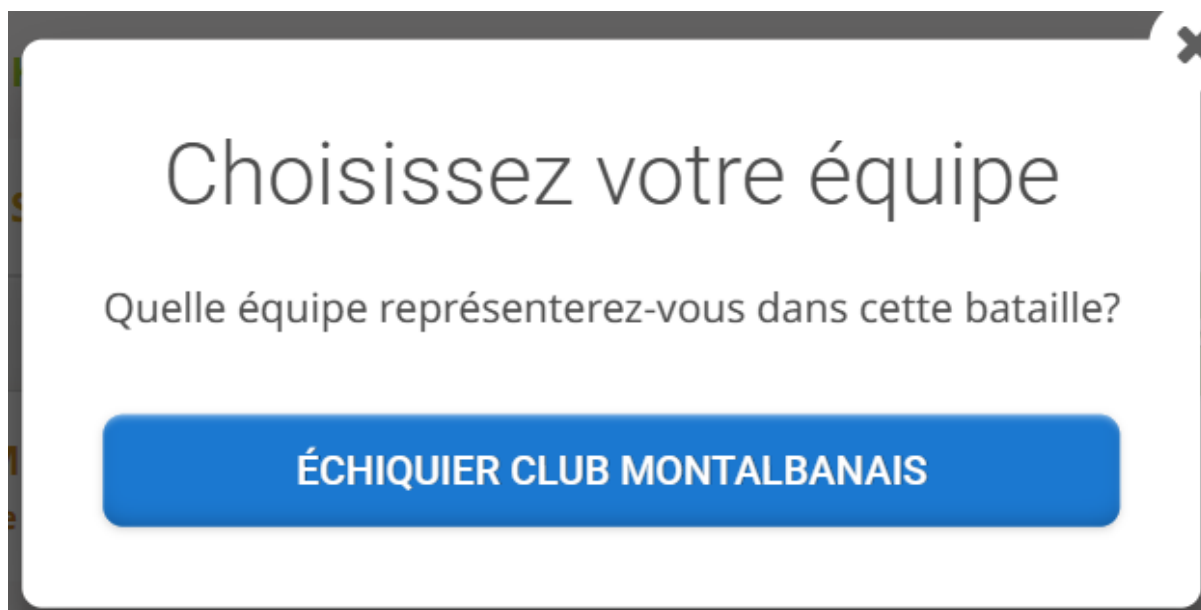 Choisissez votre équipe
Quelle équipe représenterez-vous dans cette bataille?
ÉCHIQUIER CLUB MONTALBANAIS